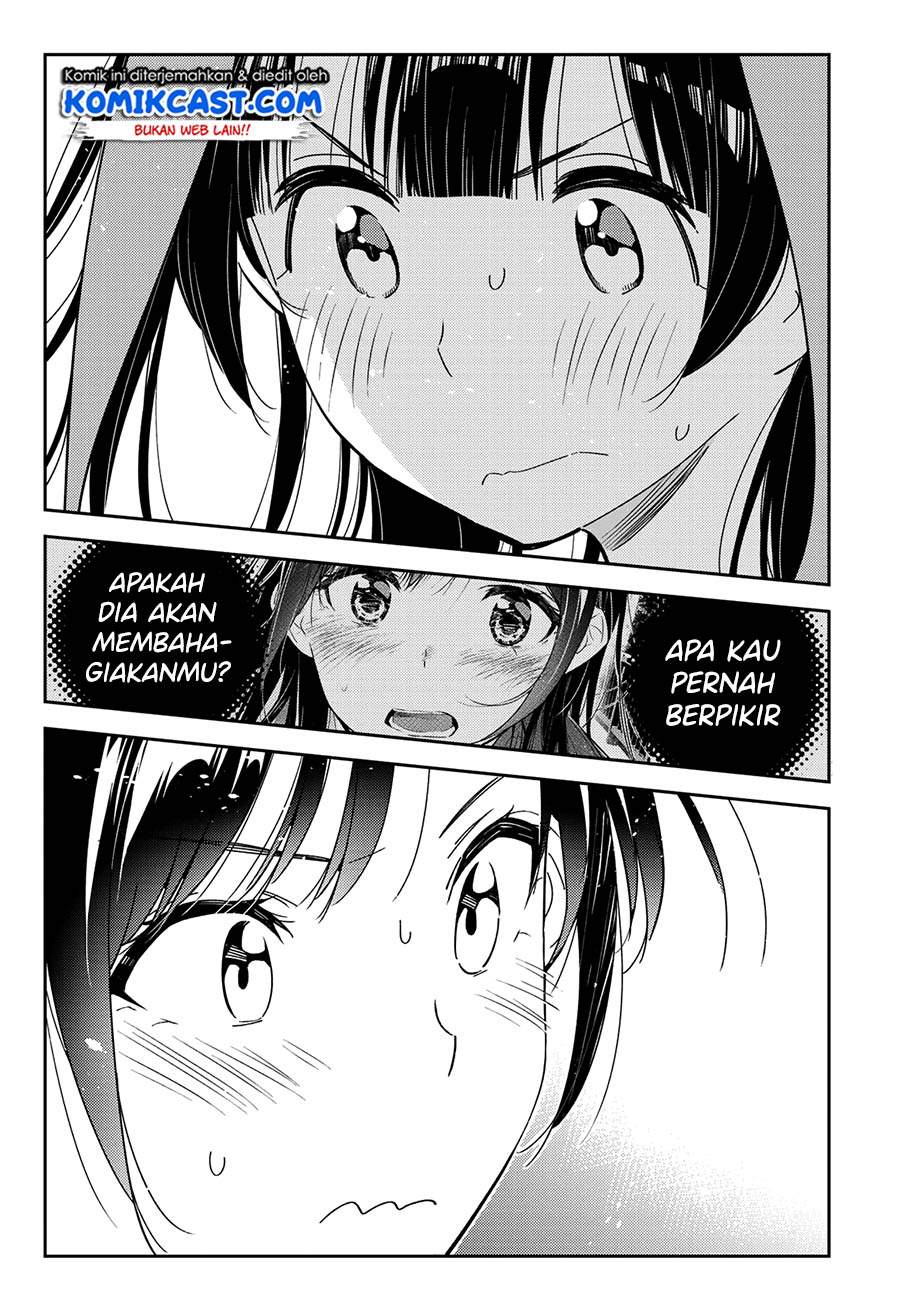 Komik ini diterjemahkan & diedit oleh
KOMIKCAST.COM
BUKAN WEB LAIN!!
APA KAU
PERNAH
BERPIKIR
APAKAH
DIA AKAN
MEMBAHA-
GIAKANMU?